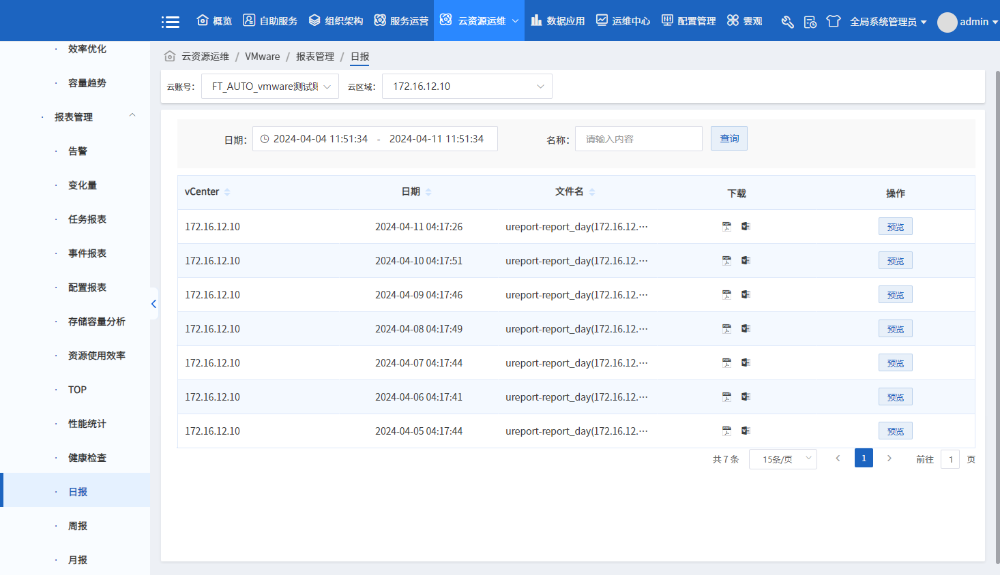 概览 自助服务 组织架构 服务运营 云资源运维 数据应用 运维中心 配置管理 雲观 全局系统管理员 admin
效率优化
容量趋势
报表管理
告警
变化量
任务报表
事件报表
配置报表
存储容量分析
资源使用效率
TOP
性能统计
健康检查
日报
周报
月报
云资源运维 / VMware / 报表管理 / 日报
云账号： FT_AUTO_vmware测试账 云区域： 172.16.12.10
日期： 2024-04-04 11:51:34 - 2024-04-11 11:51:34 名称： 请输入内容 查询
vCenter 日期 文件名 下载 操作
172.16.12.10 2024-04-11 04:17:26 ureport-report_day(172.16.12.… 预览
172.16.12.10 2024-04-10 04:17:51 ureport-report_day(172.16.12.… 预览
172.16.12.10 2024-04-09 04:17:46 ureport-report_day(172.16.12.… 预览
172.16.12.10 2024-04-08 04:17:49 ureport-report_day(172.16.12.… 预览
172.16.12.10 2024-04-07 04:17:44 ureport-report_day(172.16.12.… 预览
172.16.12.10 2024-04-06 04:17:41 ureport-report_day(172.16.12.… 预览
172.16.12.10 2024-04-05 04:17:44 ureport-report_day(172.16.12.… 预览
共 7 条 15条/页 1 前往 1 页